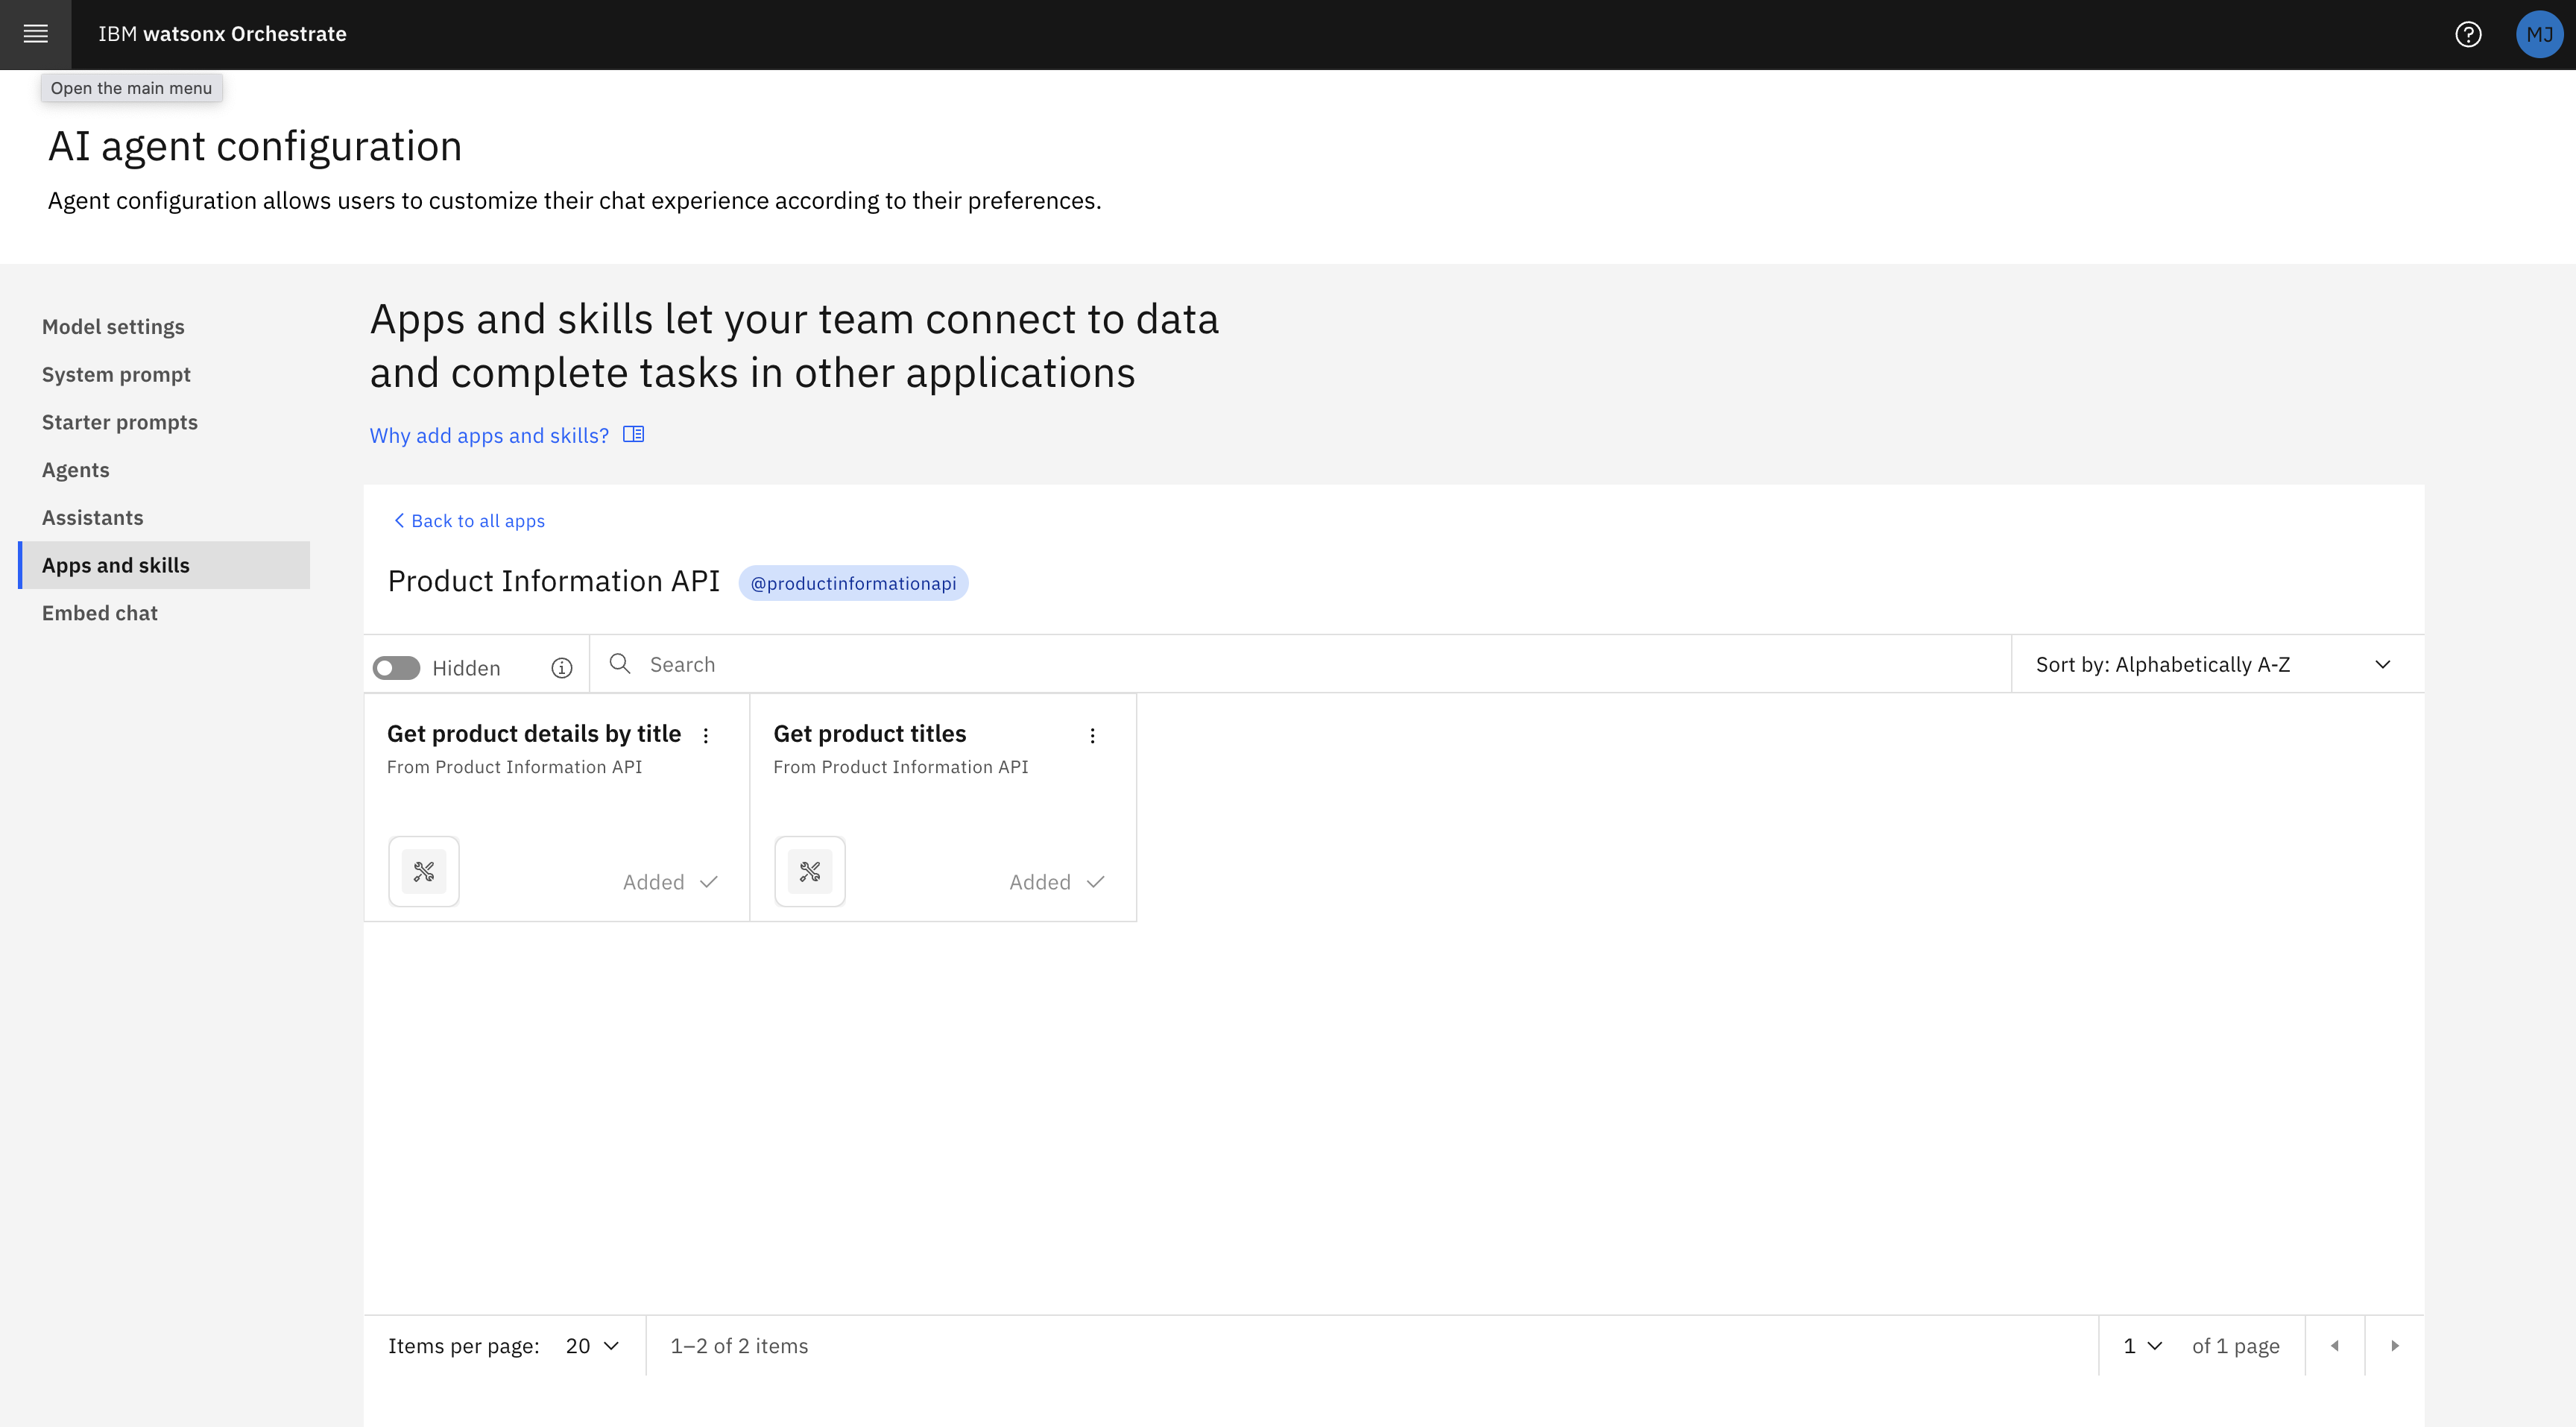 IBM watsonx Orchestrate
MJ
Open the main menu
AI agent configuration
Agent configuration allows users to customize their chat experience according to their preferences.
Model settings
System prompt
Starter prompts
Agents
Assistants
Apps and skills
Embed chat
Apps and skills let your team connect to data
and complete tasks in other applications
Why add apps and skills?
Back to all apps
Product Information API @productinformationapi
Hidden
Search
Sort by: Alphabetically A-Z
Get product details by title
From Product Information API
Added
Get product titles
From Product Information API
Added
Items per page: 20
1–2 of 2 items
1 of 1 page